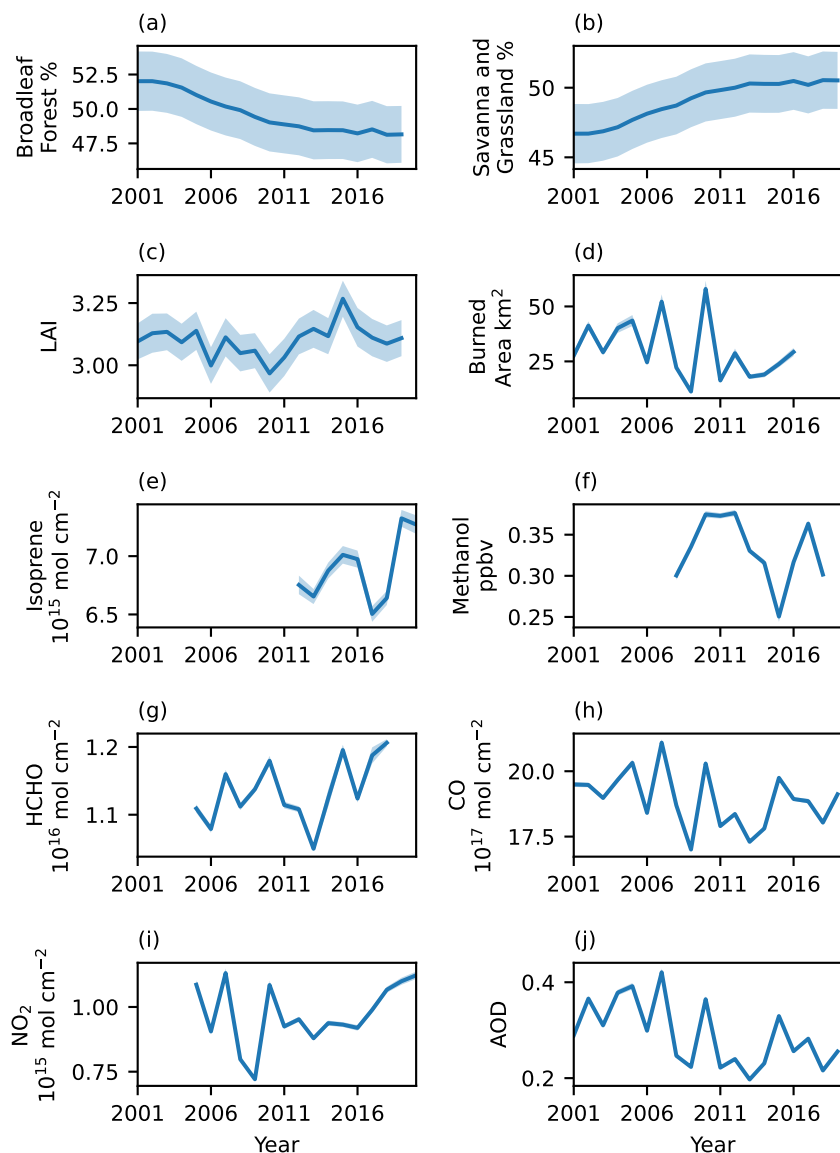 (a)
Broadleaf
Forest %
52.5
50.0
47.5
2001 2006 2011 2016
(b)
Savanna and
Grassland %
50
45
2001 2006 2011 2016
(c)
LAI
3.25
3.00
2001 2006 2011 2016
(d)
Burned
Area km²
50
25
2001 2006 2011 2016
(e)
Isoprene
10¹⁵ mol cm⁻²
7.0
6.5
2001 2006 2011 2016
(f)
Methanol
ppbv
0.35
0.30
0.25
2001 2006 2011 2016
(g)
HCHO
10¹⁶ mol cm⁻²
1.2
1.1
2001 2006 2011 2016
(h)
CO
10¹⁷ mol cm⁻²
20.0
17.5
2001 2006 2011 2016
(i)
NO₂
10¹⁵ mol cm⁻²
1.00
0.75
2001 2006 2011 2016
Year
(j)
AOD
0.4
0.2
2001 2006 2011 2016
Year